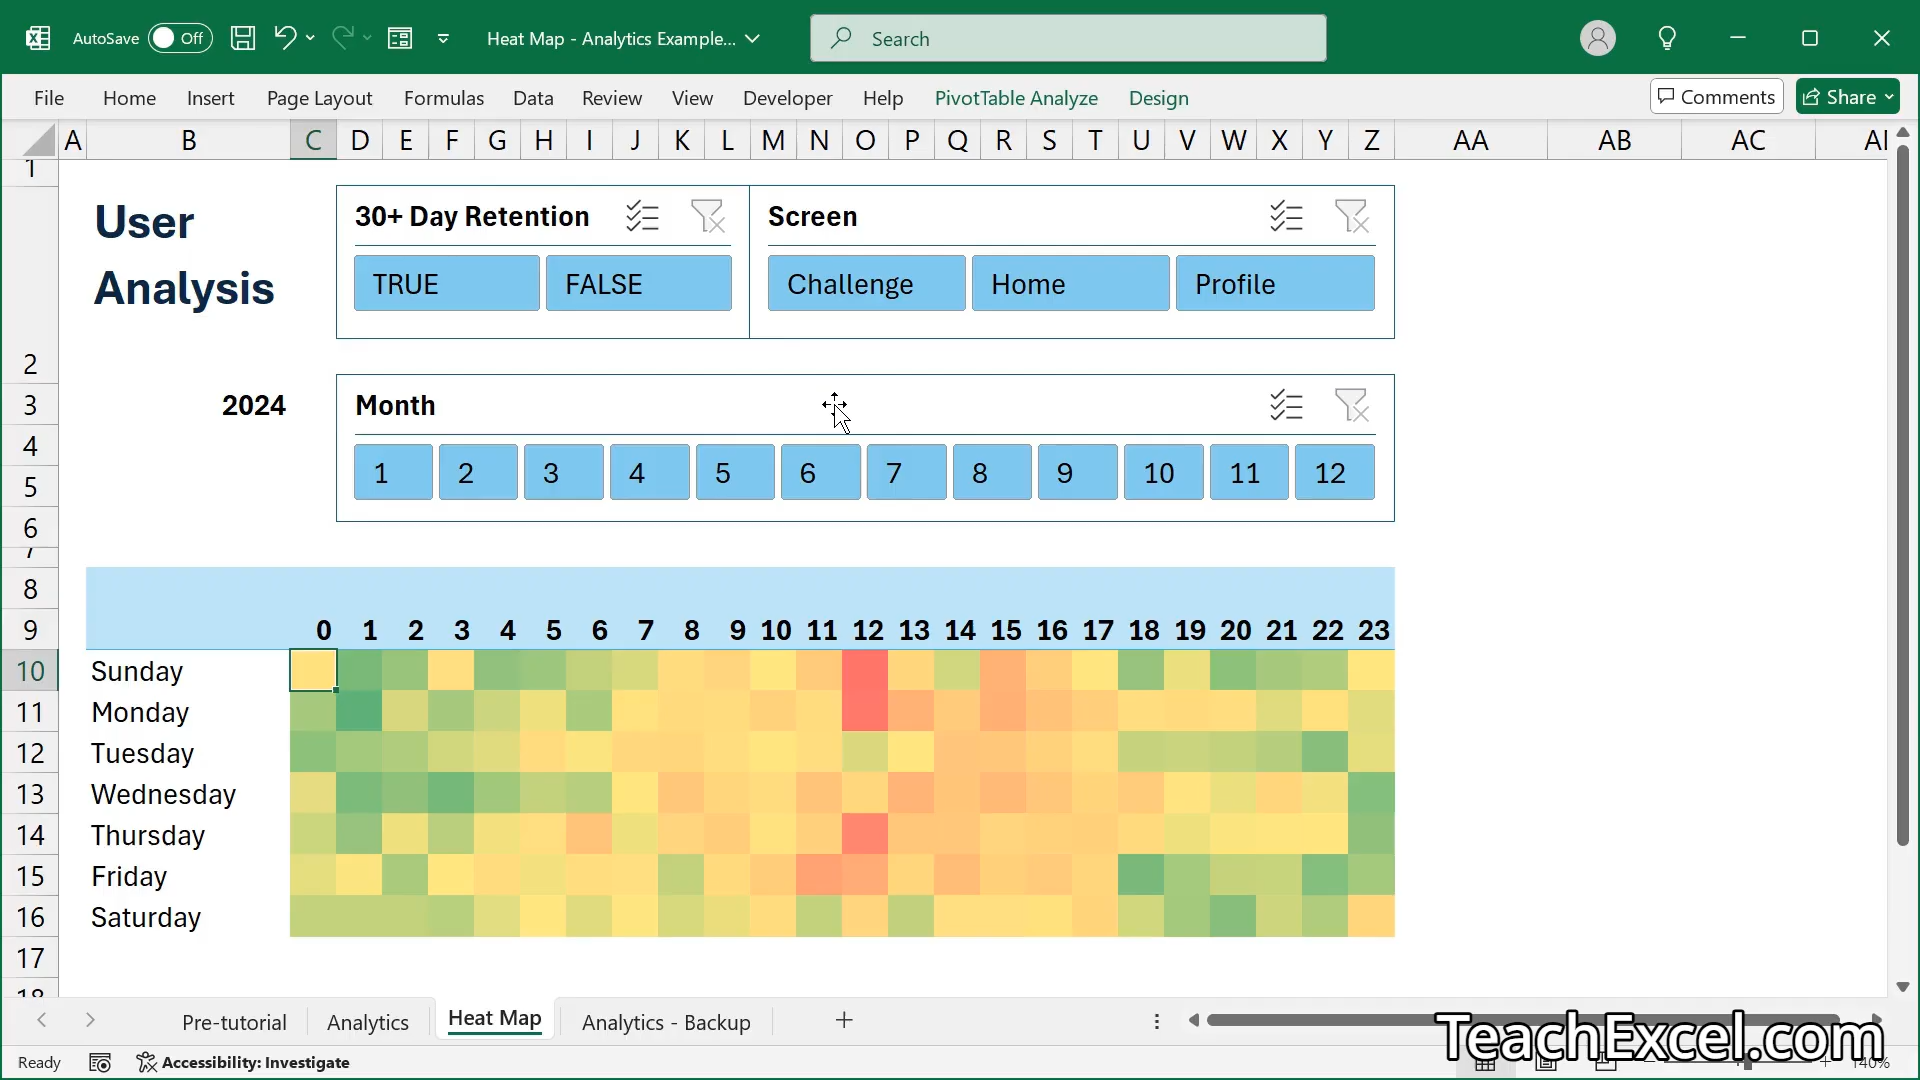 AutoSave Off Heat Map - Analytics Example... Search
File Home Insert Page Layout Formulas Data Review View Developer Help PivotTable Analyze Design Comments Share
A B C D E F G H I J K L M N O P Q R S T U V W X Y Z AA AB AC
1
User
Analysis
30+ Day Retention
TRUE FALSE
Screen
Challenge Home Profile
2
3 2024 Month
4
5 1 2 3 4 5 6 7 8 9 10 11 12
6
7
8
9 0 1 2 3 4 5 6 7 8 9 10 11 12 13 14 15 16 17 18 19 20 21 22 23
10 Sunday
11 Monday
12 Tuesday
13 Wednesday
14 Thursday
15 Friday
16 Saturday
17
18
Pre-tutorial Analytics Heat Map Analytics - Backup
TeachExcel.com
Ready Accessibility: Investigate 140%